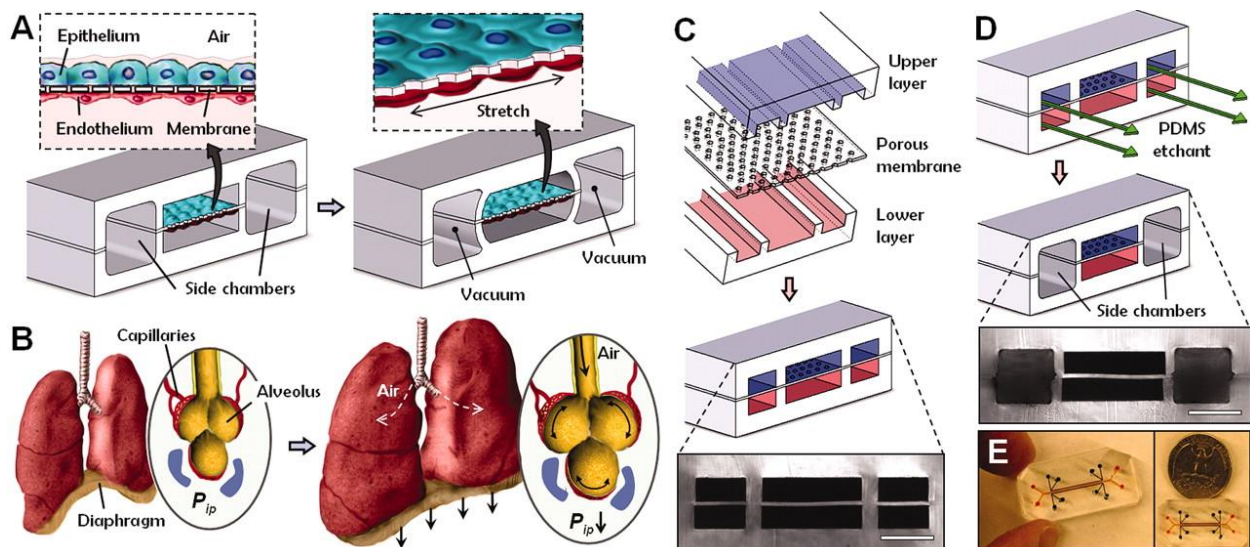 A
Epithelium
Air
Endothelium
Membrane
Stretch
Side chambers
Vacuum
Vacuum
B
Capillaries
Alveolus
Air
Air
Diaphragm
P ip
P ip ↓
C
Upper
layer
Porous
membrane
Lower
layer
D
PDMS
etchant
Side chambers
E